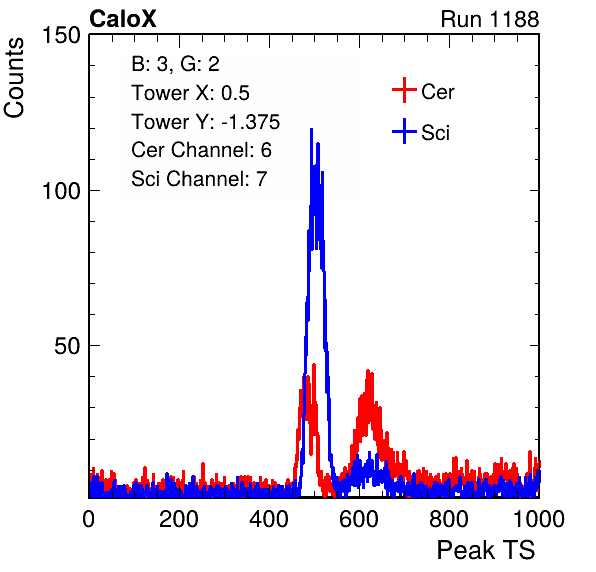 CaloX Run 1188
150
100
50
Counts
B: 3, G: 2
Tower X: 0.5
Tower Y: -1.375
Cer Channel: 6
Sci Channel: 7
Cer
Sci
0 200 400 600 800 1000
Peak TS